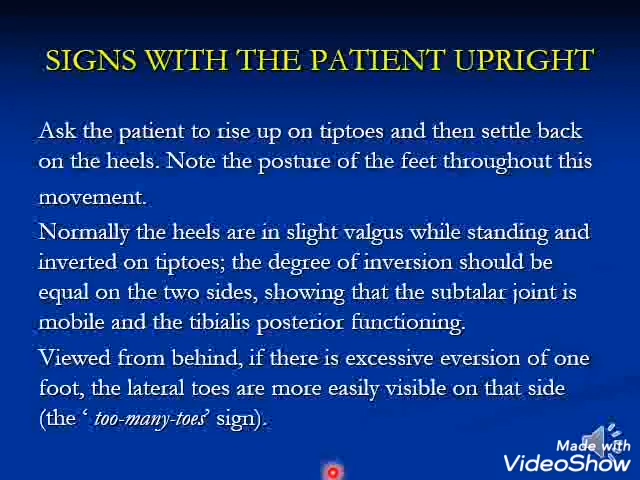 SIGNS WITH THE PATIENT UPRIGHT
Ask the patient to rise up on tiptoes and then settle back
on the heels. Note the posture of the feet throughout this
movement.
Normally the heels are in slight valgus while standing and
inverted on tiptoes; the degree of inversion should be
equal on the two sides, showing that the subtalar joint is
mobile and the tibialis posterior functioning.
Viewed from behind, if there is excessive eversion of one
foot, the lateral toes are more easily visible on that side
(the ‘ too-many-toes’ sign).
Made with
VideoShow